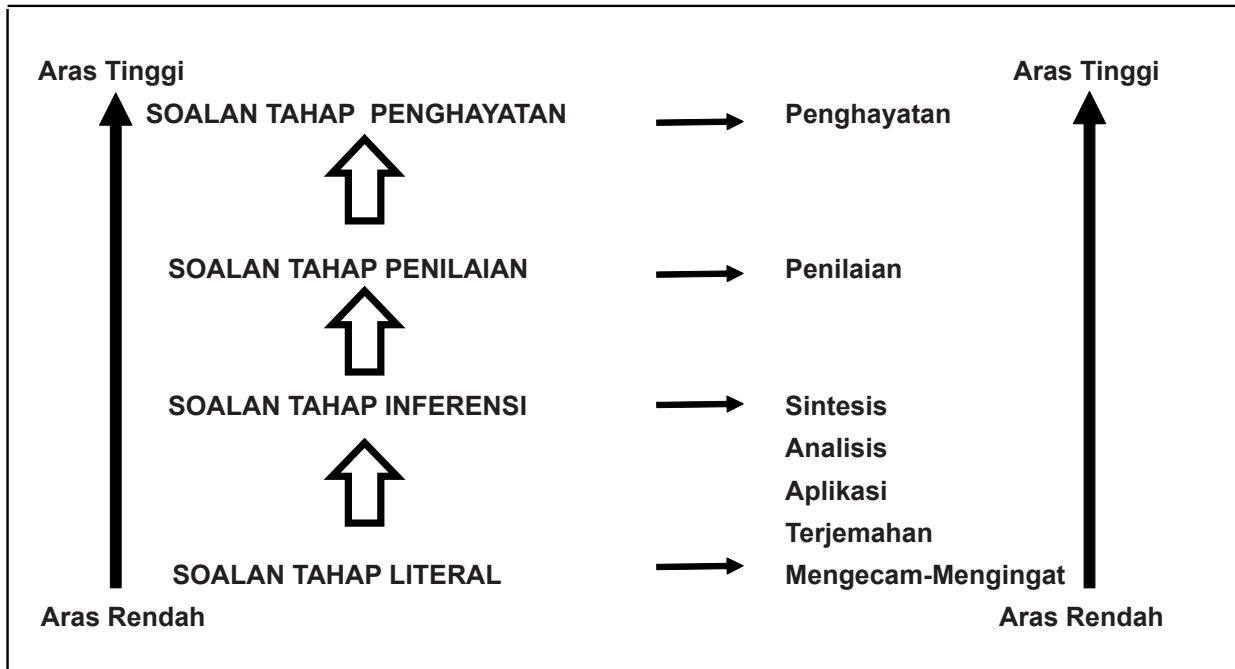 Aras Tinggi
Aras Tinggi
SOALAN TAHAP PENGHAYATAN
Penghayatan
SOALAN TAHAP PENILAIAN
Penilaian
SOALAN TAHAP INFERENSI
Sintesis
Analisis
Aplikasi
Terjemahan
SOALAN TAHAP LITERAL
Mengecam-Mengingat
Aras Rendah
Aras Rendah